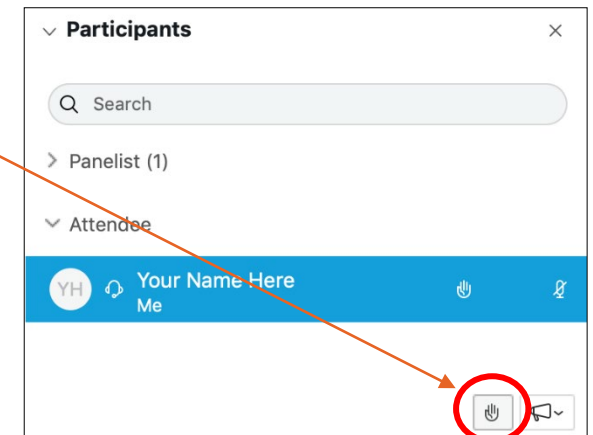 Participants
Search
Panelist (1)
Attendee
YH
Your Name Here
Me